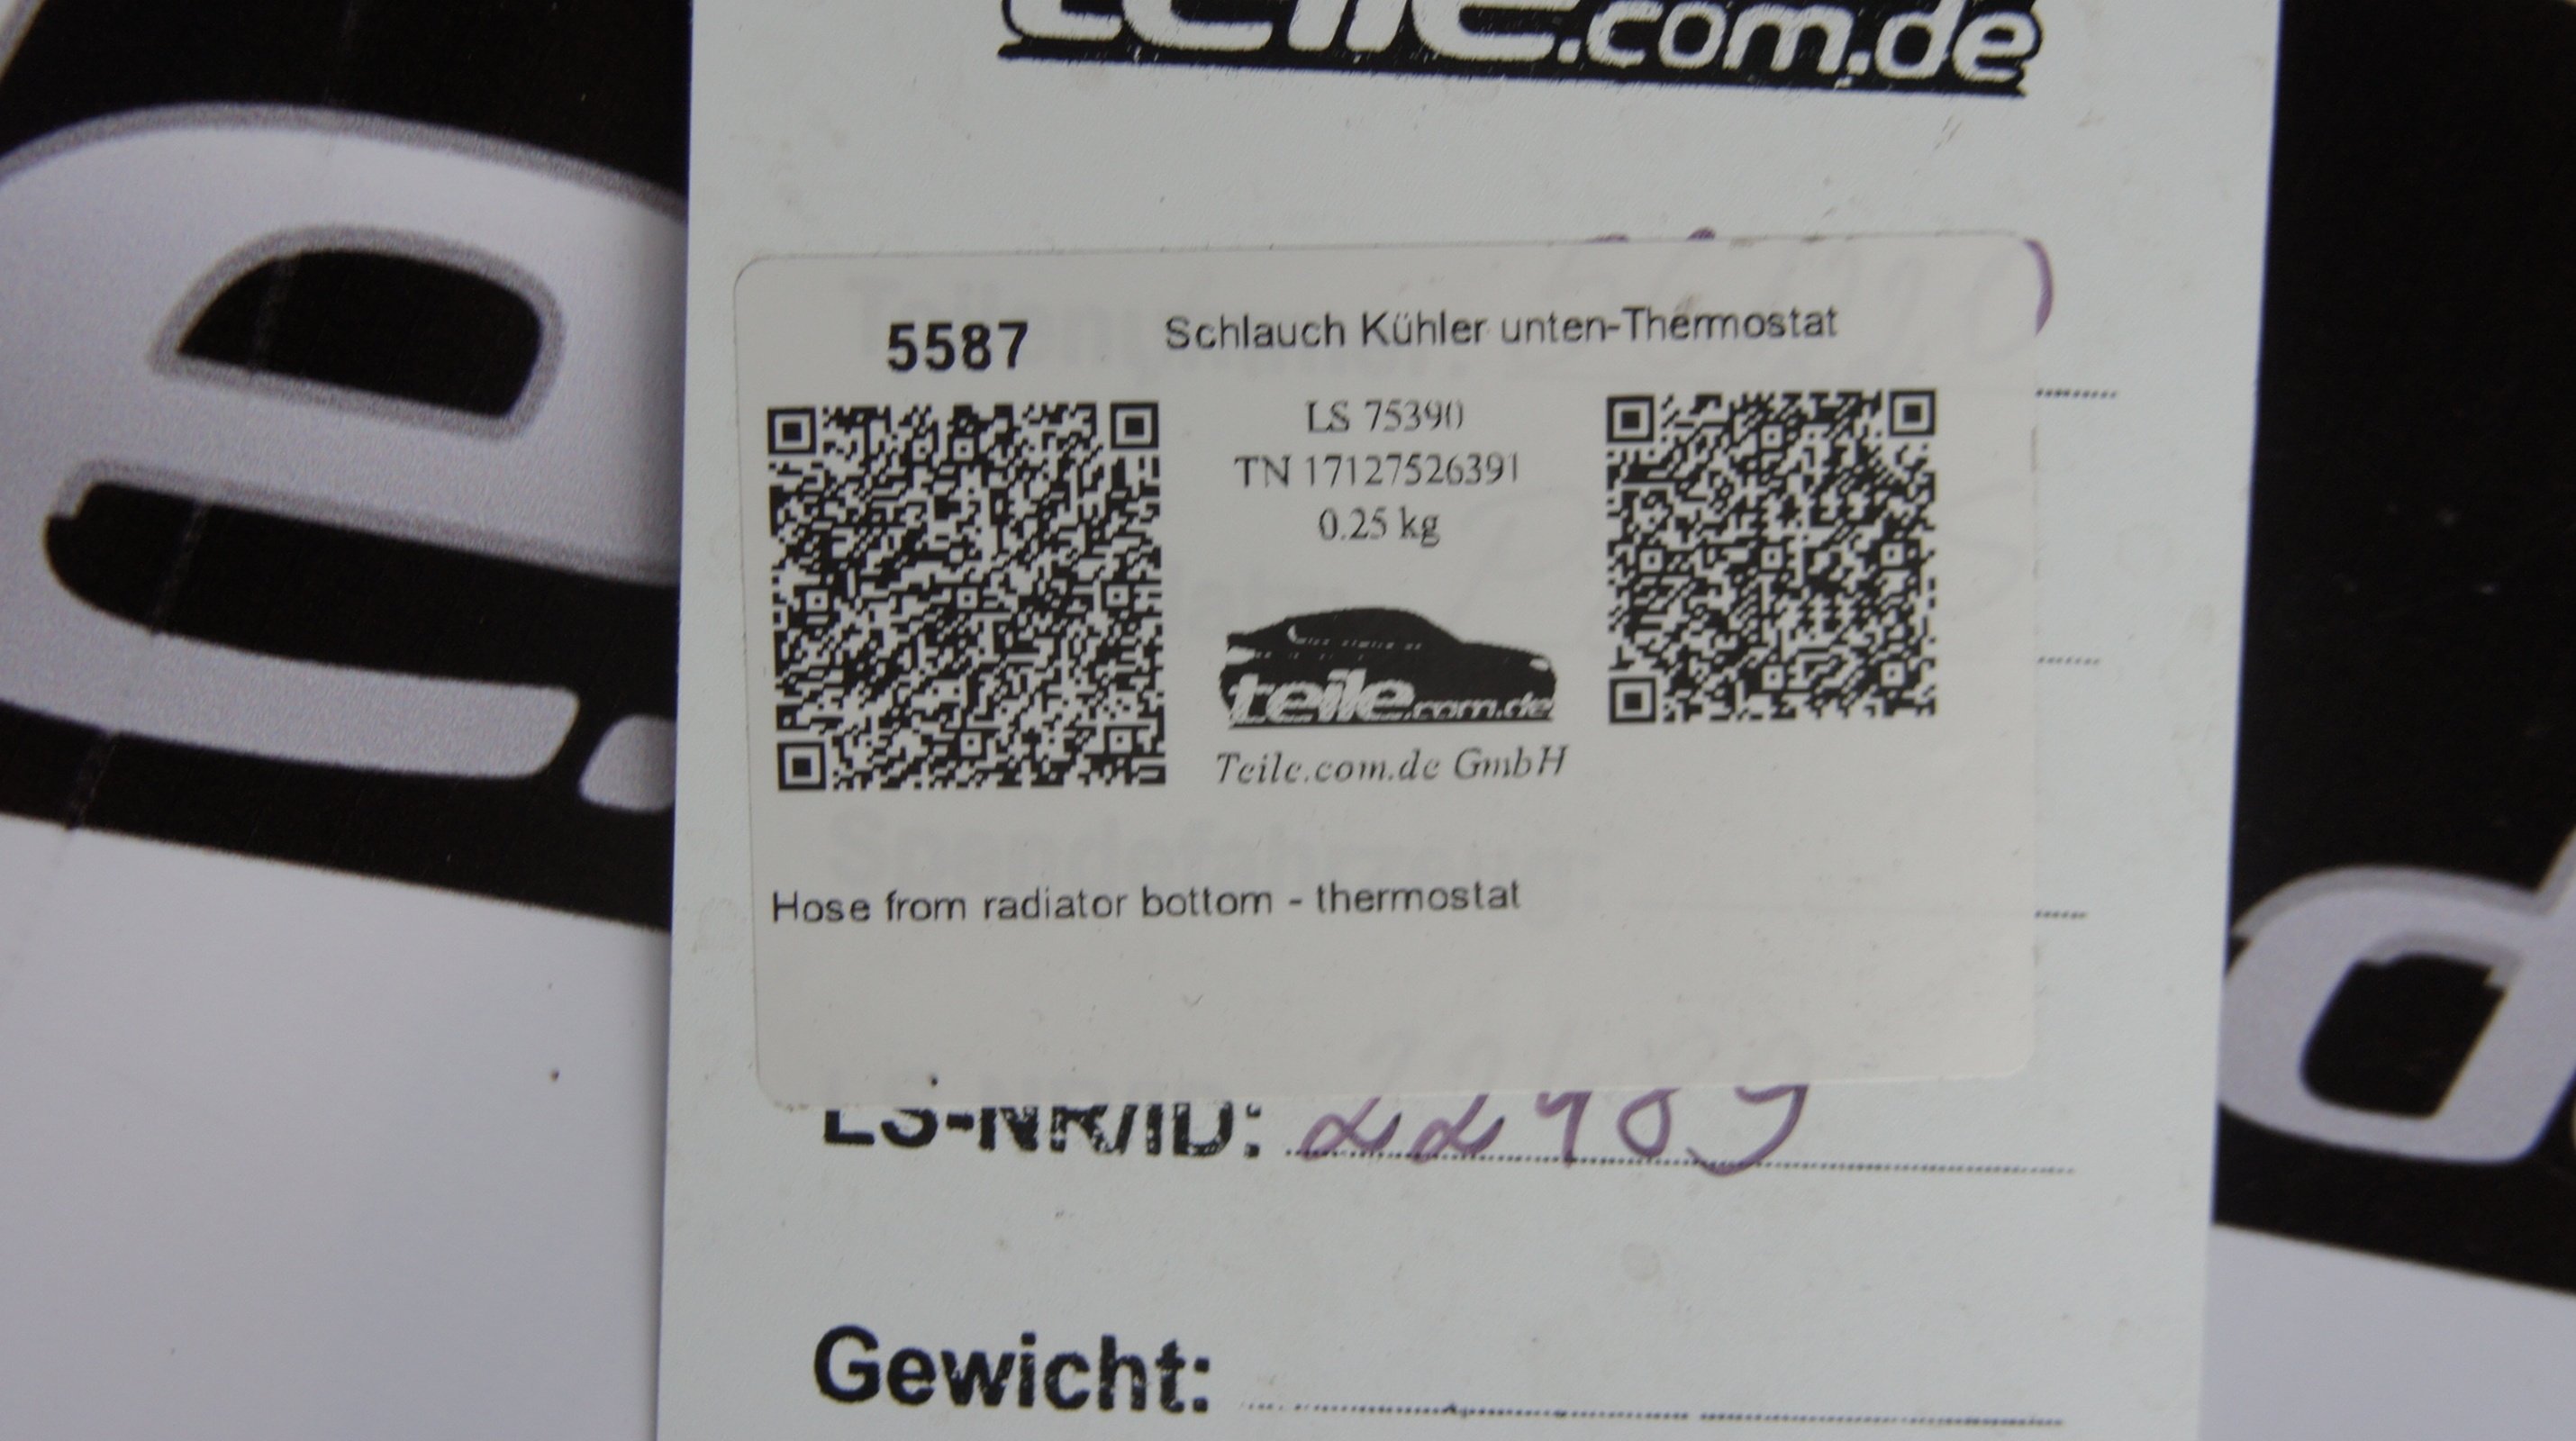 teile.com.de
5587
Schlauch Kühler unten-Thermostat
LS 75390
TN 17127526391
0.25 kg
teile.com.de
Teile.com.de GmbH
Hose from radiator bottom - thermostat
LS-NR/ID:
Gewicht: